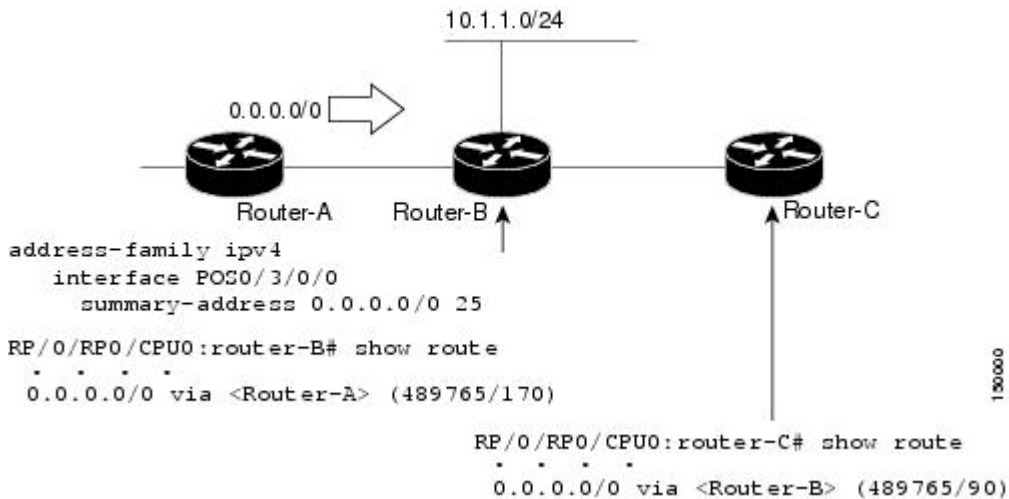 10.1.1.0/24
0.0.0.0/0
Router-A
Router-B
Router-C
address-family ipv4
interface POS0/3/0/0
summary-address 0.0.0.0/0 25
RP/0/RP0/CPU0:router-B# show route
. . . .
0.0.0.0/0 via <Router-A> (489765/170)
RP/0/RP0/CPU0:router-C# show route
. . . .
0.0.0.0/0 via <Router-B> (489765/90)
150000